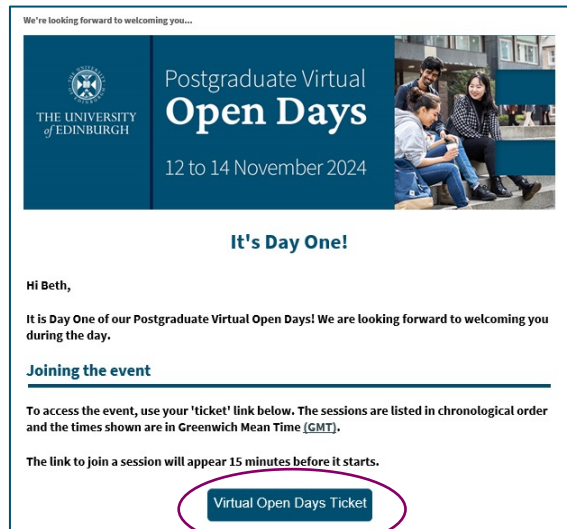 We're looking forward to welcoming you...
THE UNIVERSITY
of EDINBURGH
Postgraduate Virtual
Open Days
12 to 14 November 2024
It's Day One!
Hi Beth,
It is Day One of our Postgraduate Virtual Open Days! We are looking forward to welcoming you
during the day.
Joining the event
To access the event, use your 'ticket' link below. The sessions are listed in chronological order
and the times shown are in Greenwich Mean Time (GMT).
The link to join a session will appear 15 minutes before it starts.
Virtual Open Days Ticket